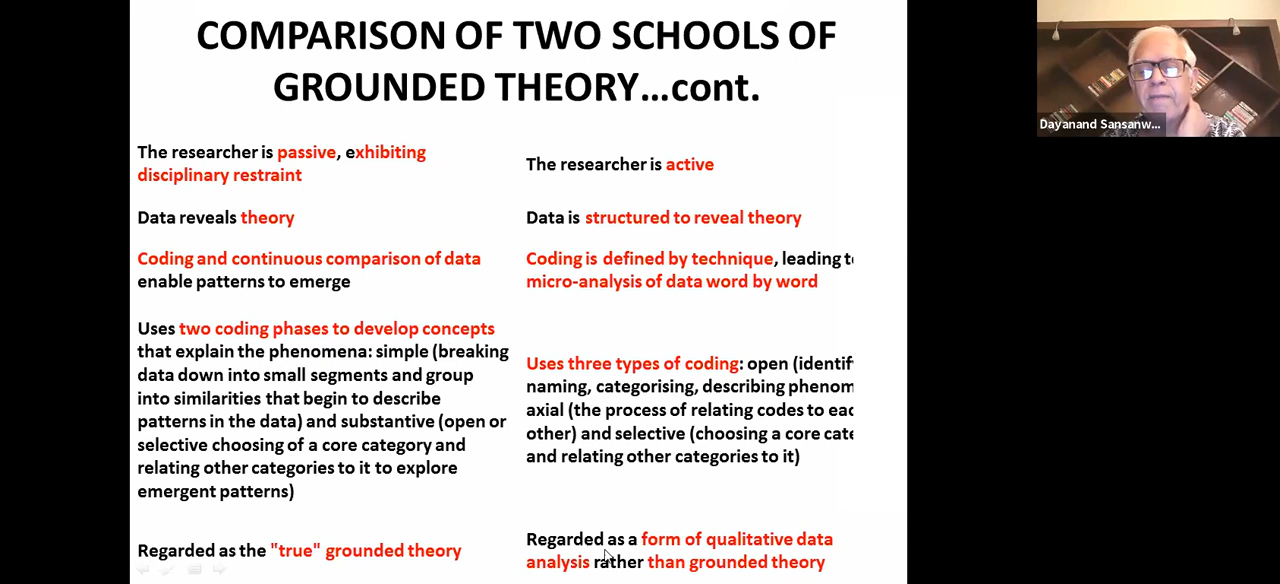 COMPARISON OF TWO SCHOOLS OF
GROUNDED THEORY...cont.
The researcher is passive, exhibiting
disciplinary restraint
The researcher is active
Data reveals theory
Data is structured to reveal theory
Coding and continuous comparison of data
enable patterns to emerge
Coding is defined by technique, leading
micro-analysis of data word by word
Uses two coding phases to develop concepts
that explain the phenomena: simple (breaking
data down into small segments and group
into similarities that begin to describe
patterns in the data) and substantive (open or
selective choosing of a core category and
relating other categories to it to explore
emergent patterns)
Uses three types of coding: open (
naming, categorising, describing
axial (the process of relating codes to
other) and selective (choosing a core
and relating other categories to it)
Regarded as the "true" grounded theory
Regarded as a form of qualitative data
analysis rather than grounded theory
Dayanand Sansanw...